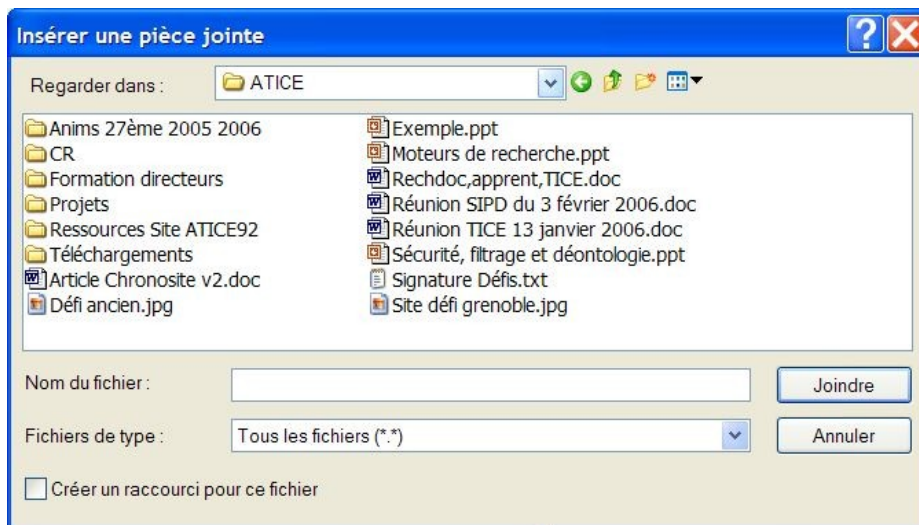 Insérer une pièce jointe
Regarder dans :
ATICE
Anims 27ème 2005 2006
CR
Formation directeurs
Projets
Ressources Site ATICE92
Téléchargements
Article Chronosite v2.doc
Défi ancien.jpg
Exemple.ppt
Moteurs de recherche.ppt
Rechdoc,apprent,TICE.doc
Réunion SIPD du 3 février 2006.doc
Réunion TICE 13 janvier 2006.doc
Sécurité, filtrage et déontologie.ppt
Signature Défis.txt
Site défi grenoble.jpg
Nom du fichier :
Joindre
Fichiers de type :
Tous les fichiers (*.*)
Annuler
Créer un raccourci pour ce fichier